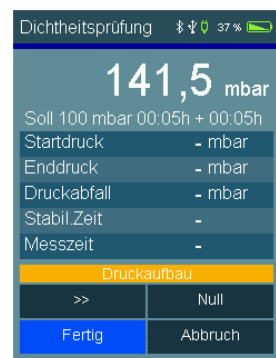 Dichtheitsprüfung 37 %
141,5 mbar
Soll 100 mbar 00:05h + 00:05h
Startdruck - mbar
Enddruck - mbar
Druckabfall - mbar
Stabil.Zeit -
Messzeit -
Druckaufbau
>> Null
Fertig Abbruch